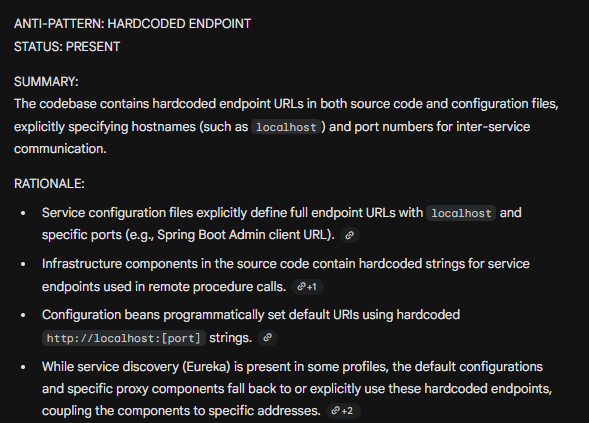 ANTI-PATTERN: HARDCODED ENDPOINT
STATUS: PRESENT
SUMMARY:
The codebase contains hardcoded endpoint URLs in both source code and configuration files,
explicitly specifying hostnames (such as localhost) and port numbers for inter-service
communication.
RATIONALE:
• Service configuration files explicitly define full endpoint URLs with localhost and
specific ports (e.g., Spring Boot Admin client URL).
• Infrastructure components in the source code contain hardcoded strings for service
endpoints used in remote procedure calls. +1
• Configuration beans programmatically set default URIs using hardcoded
http://localhost:[port] strings.
• While service discovery (Eureka) is present in some profiles, the default configurations
and specific proxy components fall back to or explicitly use these hardcoded endpoints,
coupling the components to specific addresses. +2